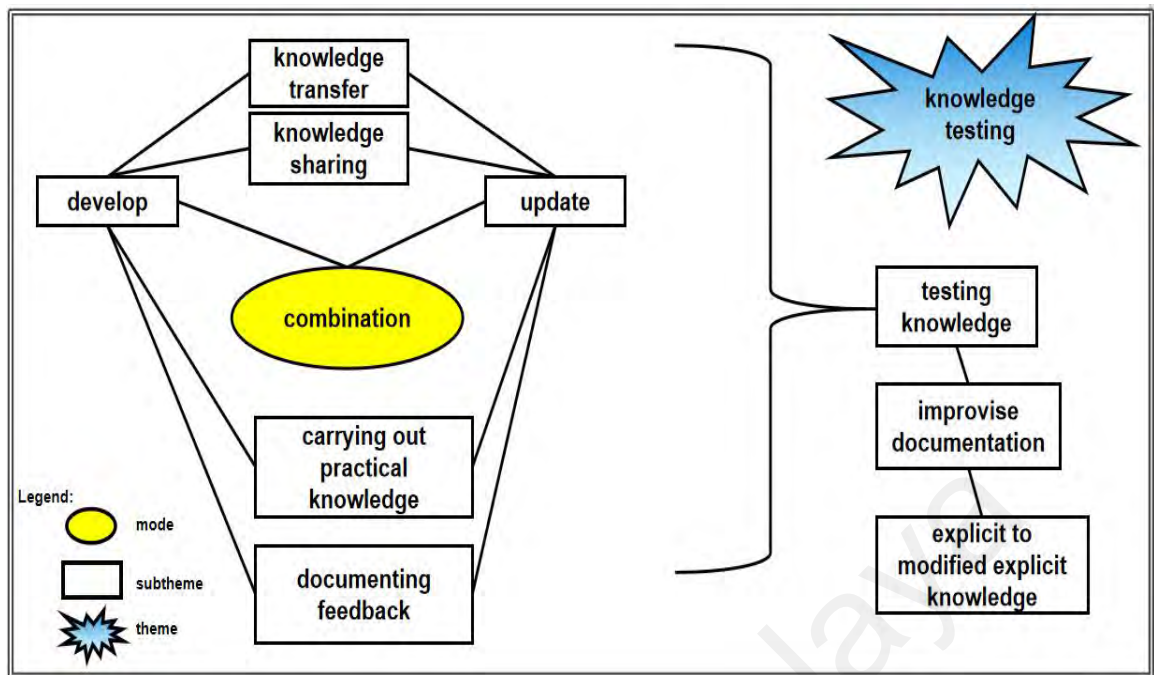 knowledge
transfer
knowledge
sharing
develop
update
combination
carrying out
practical
knowledge
documenting
feedback
knowledge
testing
testing
knowledge
improvise
documentation
explicit to
modified explicit
knowledge
Legend:
mode
subtheme
theme
laya